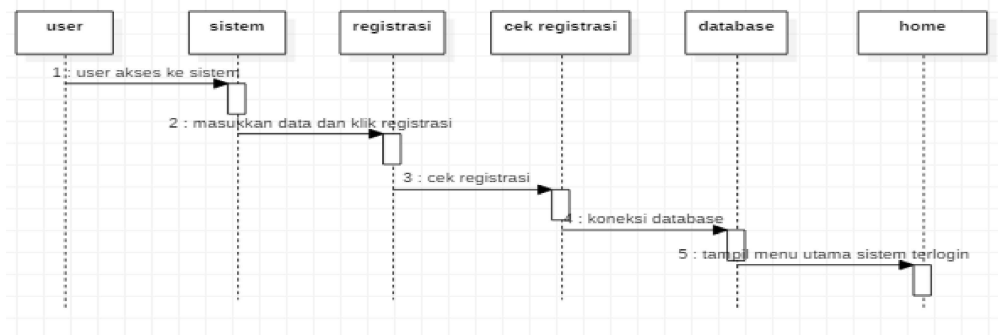 user
sistem
registrasi
cek registrasi
database
home
1 : user akses ke sistem
2 : masukkan data dan klik registrasi
3 : cek registrasi
4 : koneksi database
5 : tampil menu utama sistem terlogin